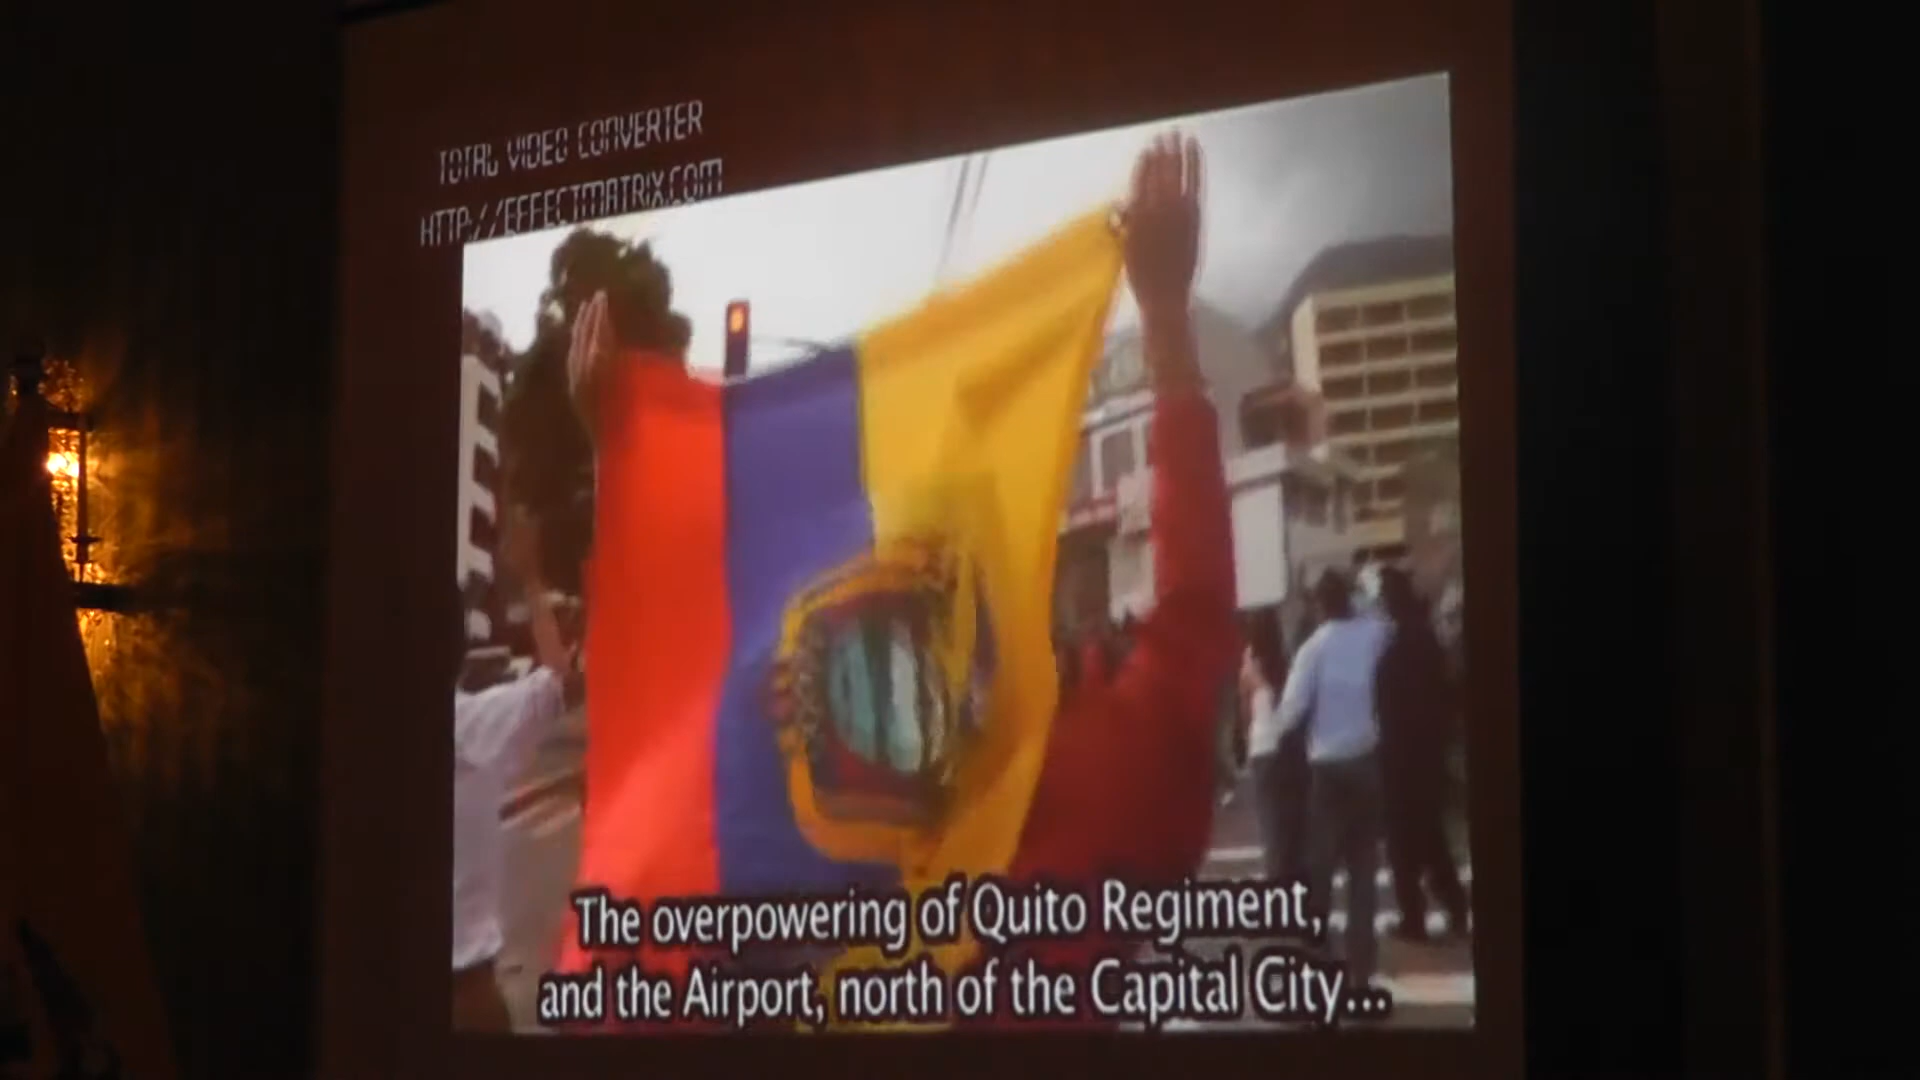 TOTAL VIDEO CONVERTER
HTTP://EFFECTMATRIX.COM
The overpowering of Quito Regiment,
and the Airport, north of the Capital City...